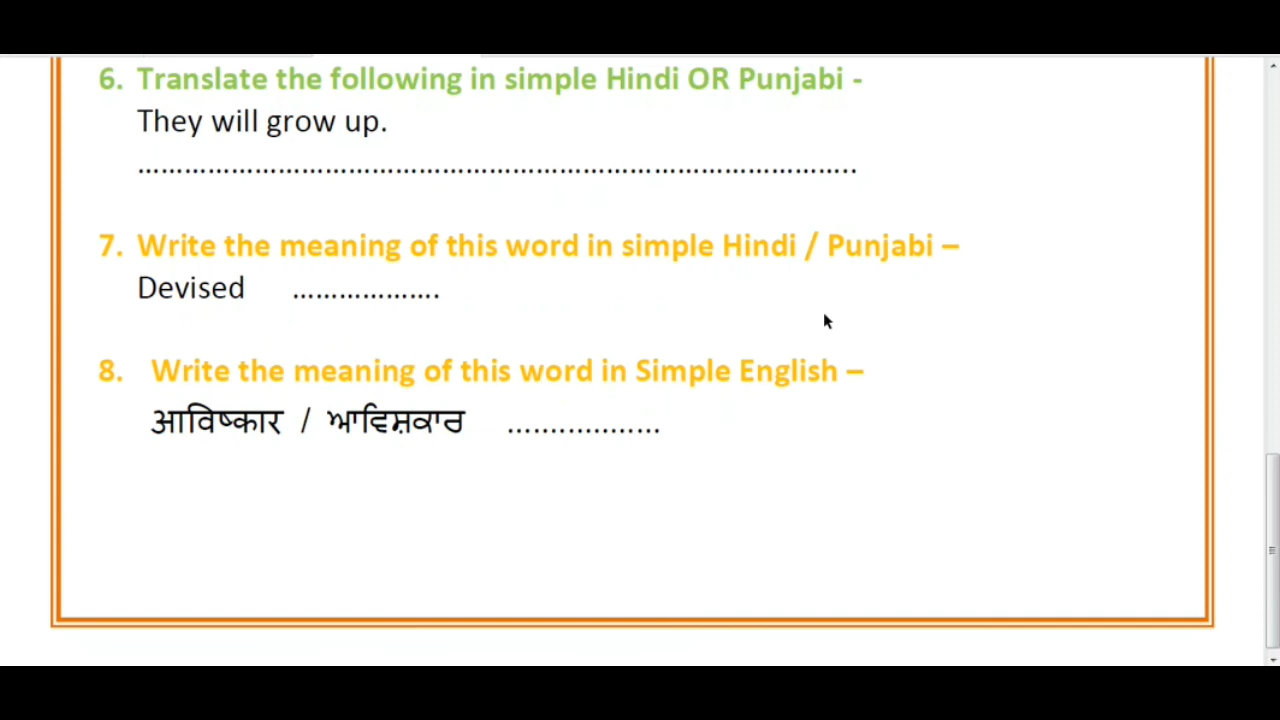 6. Translate the following in simple Hindi OR Punjabi -
They will grow up.
………………………………………………………………………………..
7. Write the meaning of this word in simple Hindi / Punjabi –
Devised ……………….
8. Write the meaning of this word in Simple English –
आविष्कार / ਆਵਿਸ਼ਕਾਰ ………………..